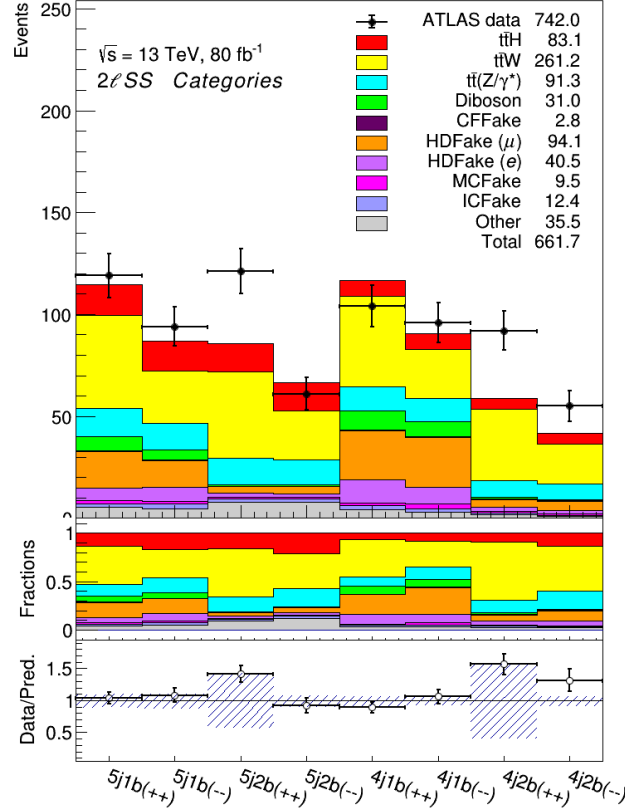 Events
250
200
150
100
50
0
√s = 13 TeV, 80 fb⁻¹
2ℓSS Categories
ATLAS data 742.0
tt̄H 83.1
tt̄W 261.2
tt̄(Z/γ*) 91.3
Diboson 31.0
CFFake 2.8
HDFake (μ) 94.1
HDFake (e) 40.5
MCFake 9.5
ICFake 12.4
Other 35.5
Total 661.7
Fractions
1
0.5
0
Data/Pred.
1.5
1
0.5
5j1b(++)
5j1b(--)
5j2b(++)
5j2b(--)
4j1b(++)
4j1b(--)
4j2b(++)
4j2b(--)